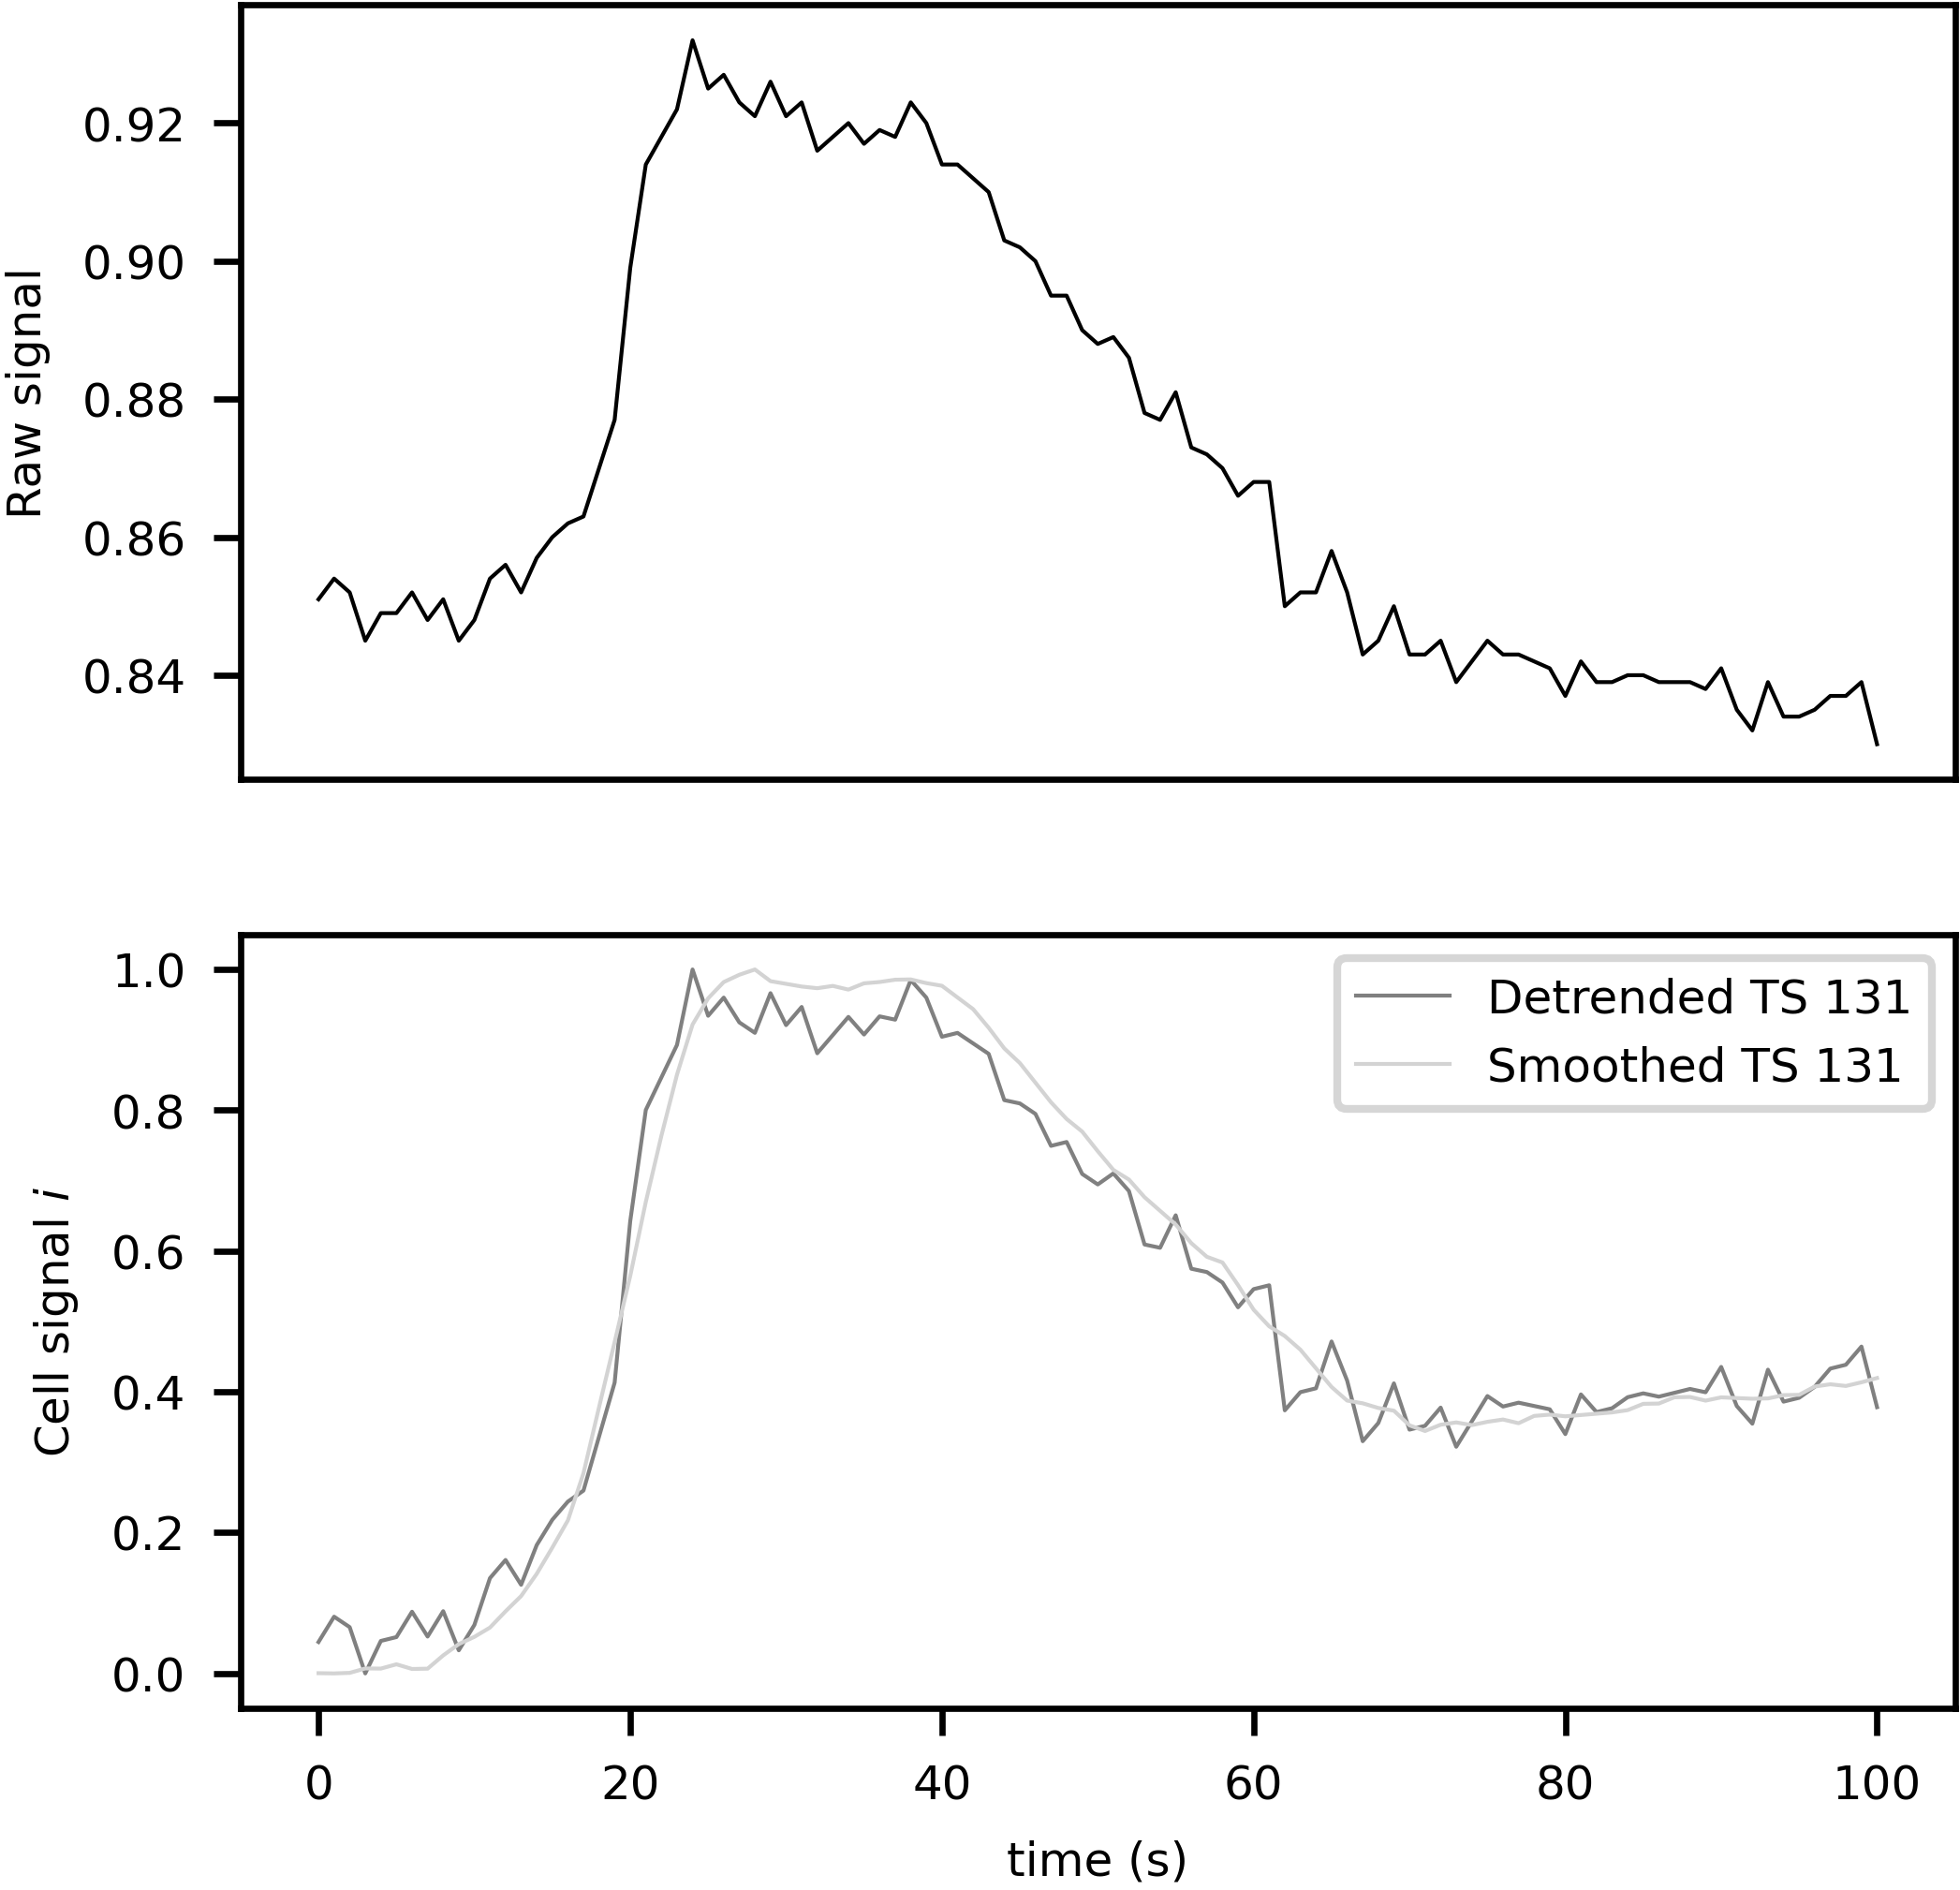 Raw signal
0.92
0.90
0.88
0.86
0.84
Cell signal i
1.0
0.8
0.6
0.4
0.2
0.0
Detrended TS 131
Smoothed TS 131
0 20 40 60 80 100
time (s)